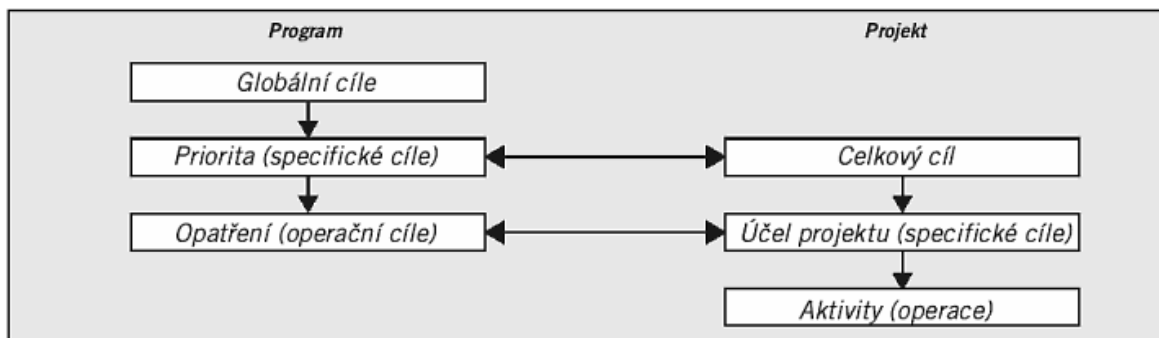 Program Projekt
Globální cíle
Priorita (specifické cíle) Celkový cíl
Opatření (operační cíle) Účel projektu (specifické cíle)
Aktivity (operace)